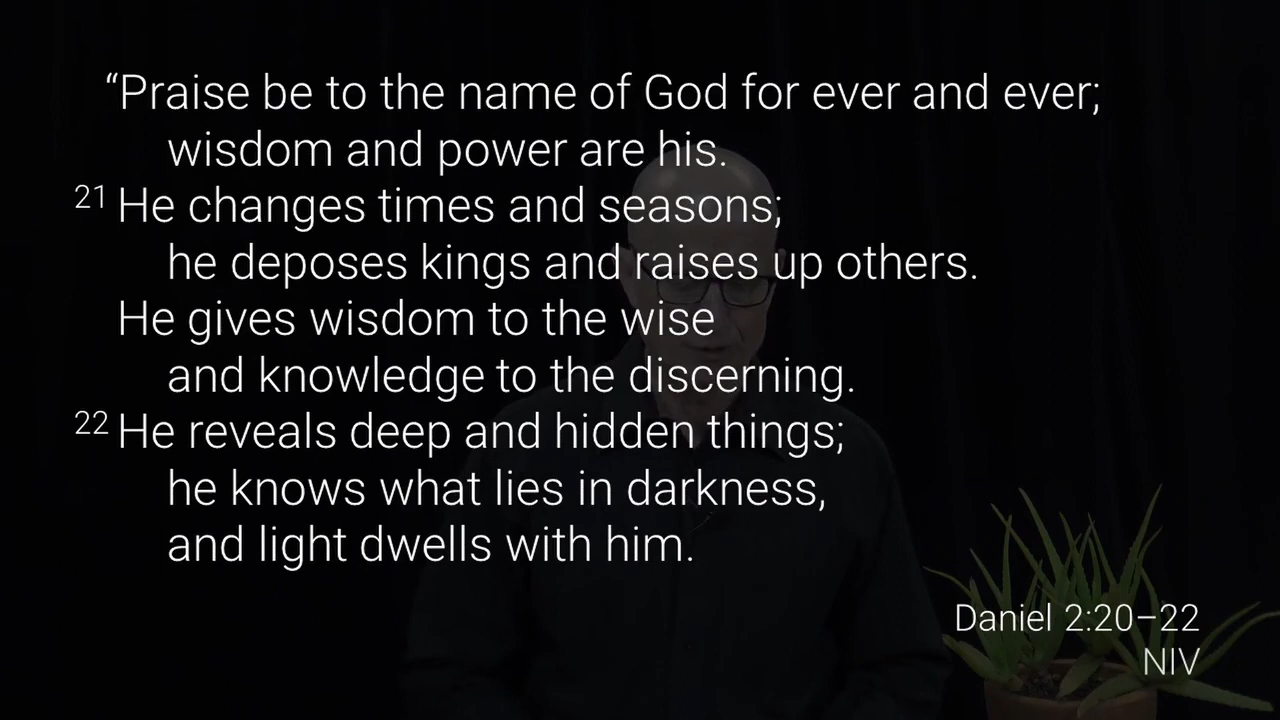 “Praise be to the name of God for ever and ever;
wisdom and power are his.
21 He changes times and seasons;
he deposes kings and raises up others.
He gives wisdom to the wise
and knowledge to the discerning.
22 He reveals deep and hidden things;
he knows what lies in darkness,
and light dwells with him.
Daniel 2:20–22
NIV